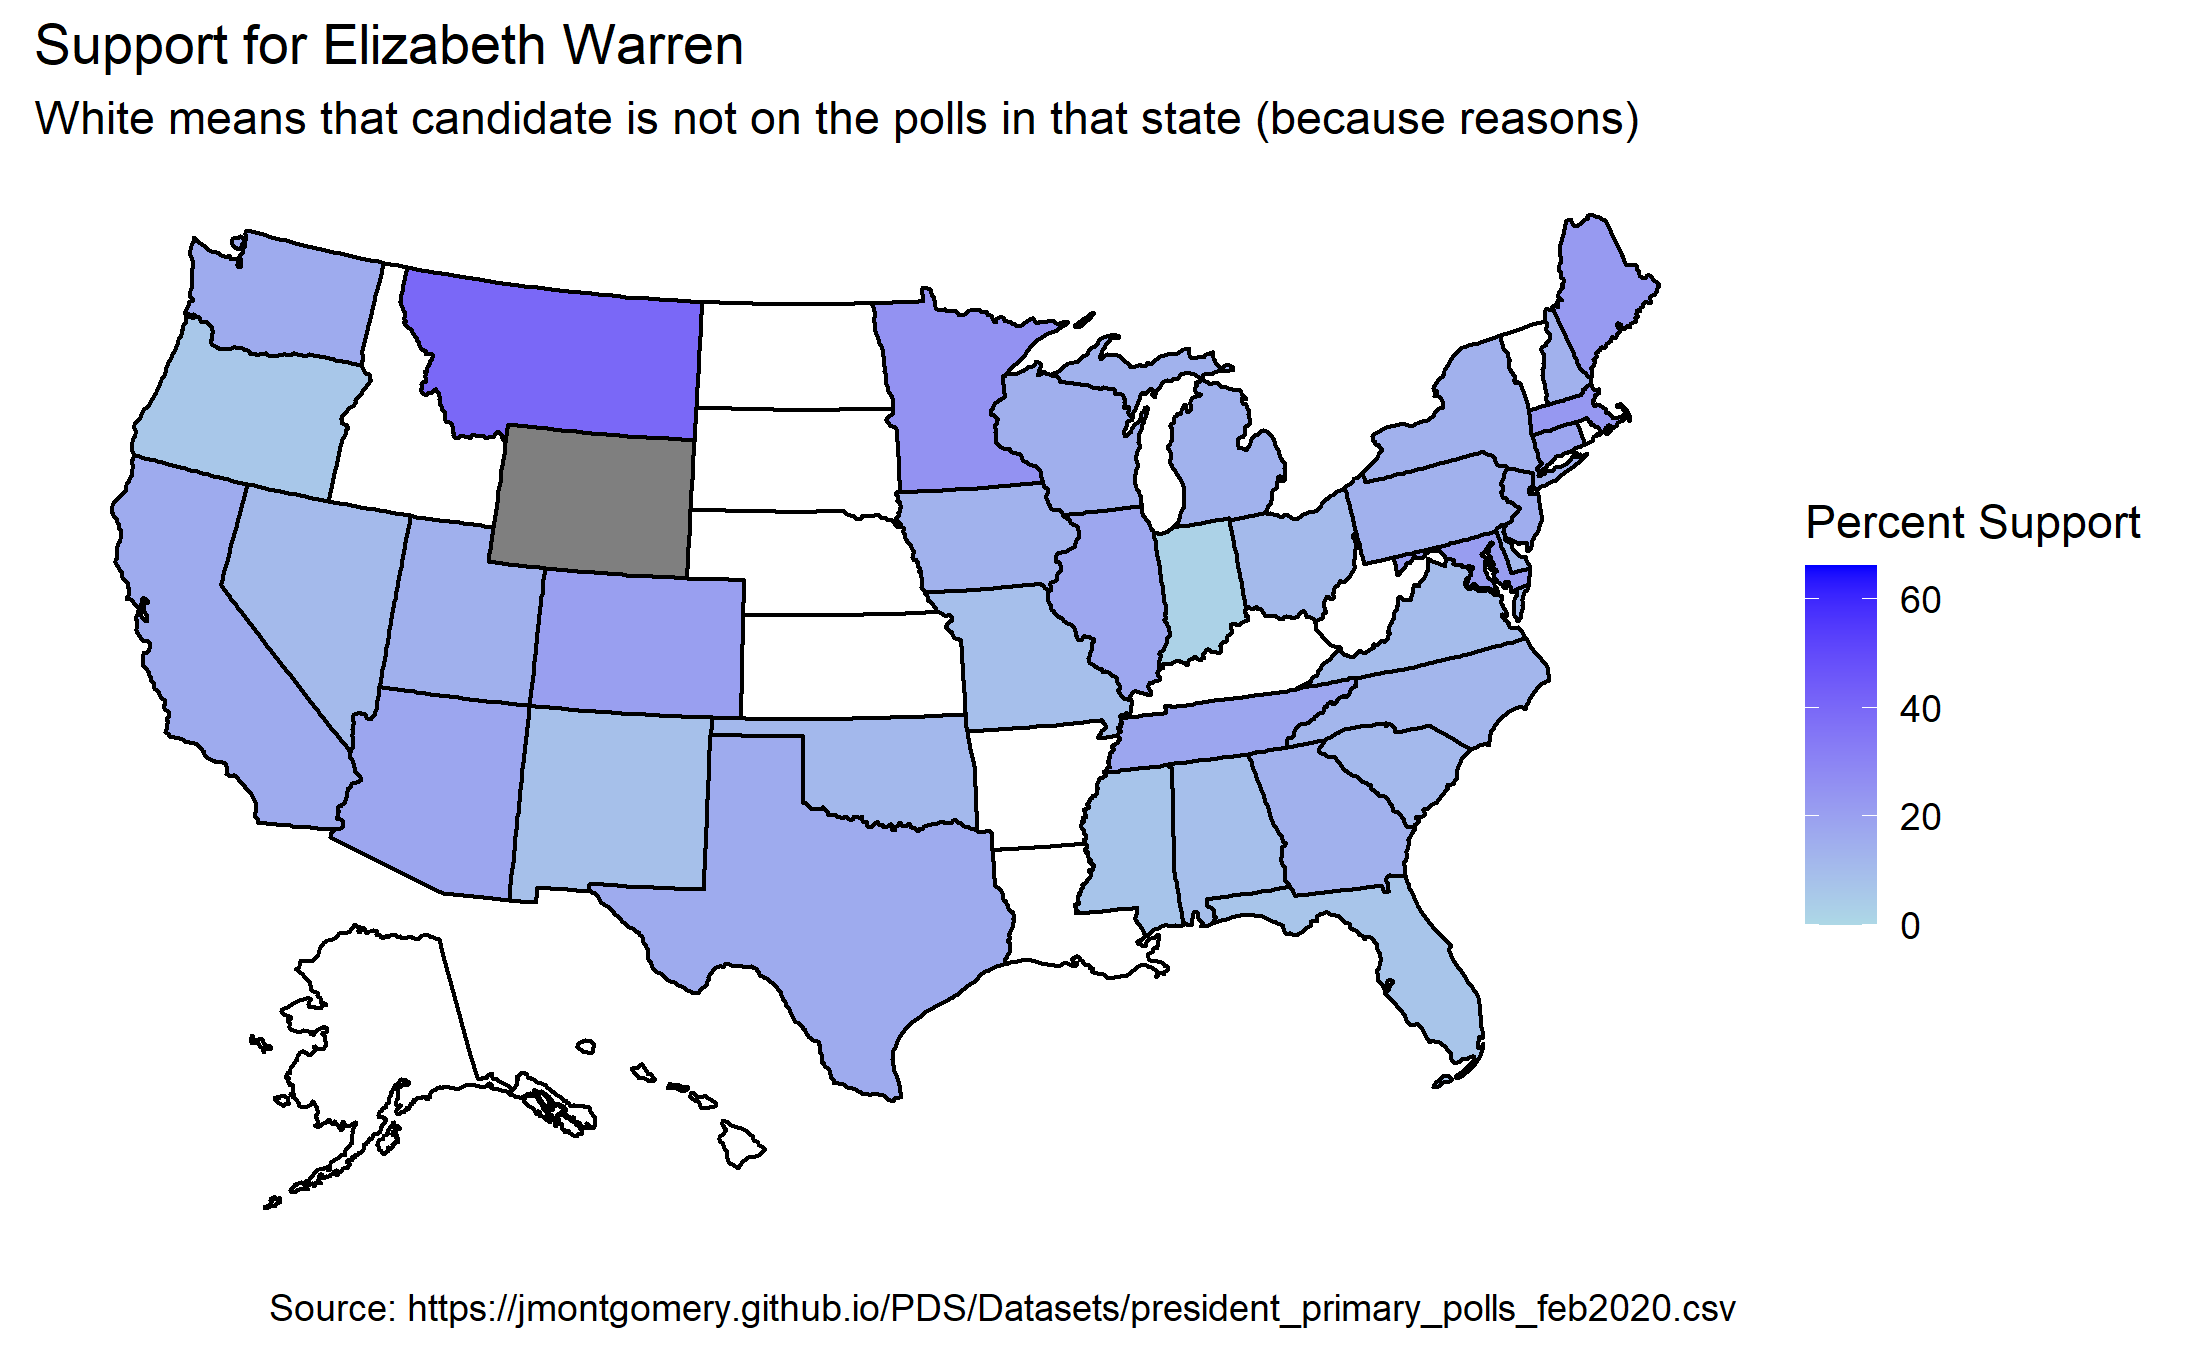 Support for Elizabeth Warren
White means that candidate is not on the polls in that state (because reasons)
Percent Support
60
40
20
0
Source: https://jmontgomery.github.io/PDS/Datasets/president_primary_polls_feb2020.csv